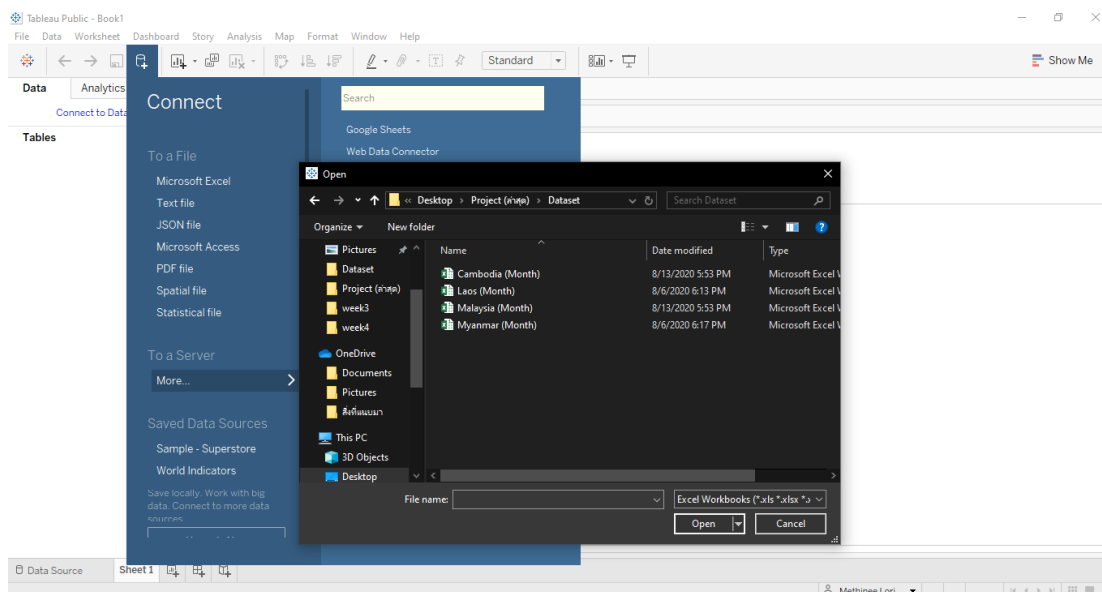 Tableau Public - Book1
File Data Worksheet Dashboard Story Analysis Map Format Window Help
Standard
Show Me
Data Analytics
Connect to Data
Tables
Connect
To a File
Microsoft Excel
Text file
JSON file
Microsoft Access
PDF file
Spatial file
Statistical file
To a Server
More...
Saved Data Sources
Sample - Superstore
World Indicators
Save locally. Work with big
data. Connect to more data
sources
Search
Google Sheets
Web Data Connector
Open
« Desktop › Project (ล่าสุด) › Dataset
Search Dataset
Organize New folder
Pictures
Dataset
Project (ล่าสุด)
week3
week4
OneDrive
Documents
Pictures
สิ่งที่แนบมา
This PC
3D Objects
Desktop
Name Date modified Type
Cambodia (Month) 8/13/2020 5:53 PM Microsoft Excel
Laos (Month) 8/6/2020 6:13 PM Microsoft Excel
Malaysia (Month) 8/13/2020 5:53 PM Microsoft Excel
Myanmar (Month) 8/6/2020 6:17 PM Microsoft Excel
File name: Excel Workbooks (*.xls *.xlsx
Open Cancel
Data Source Sheet 1
Methinee Lori